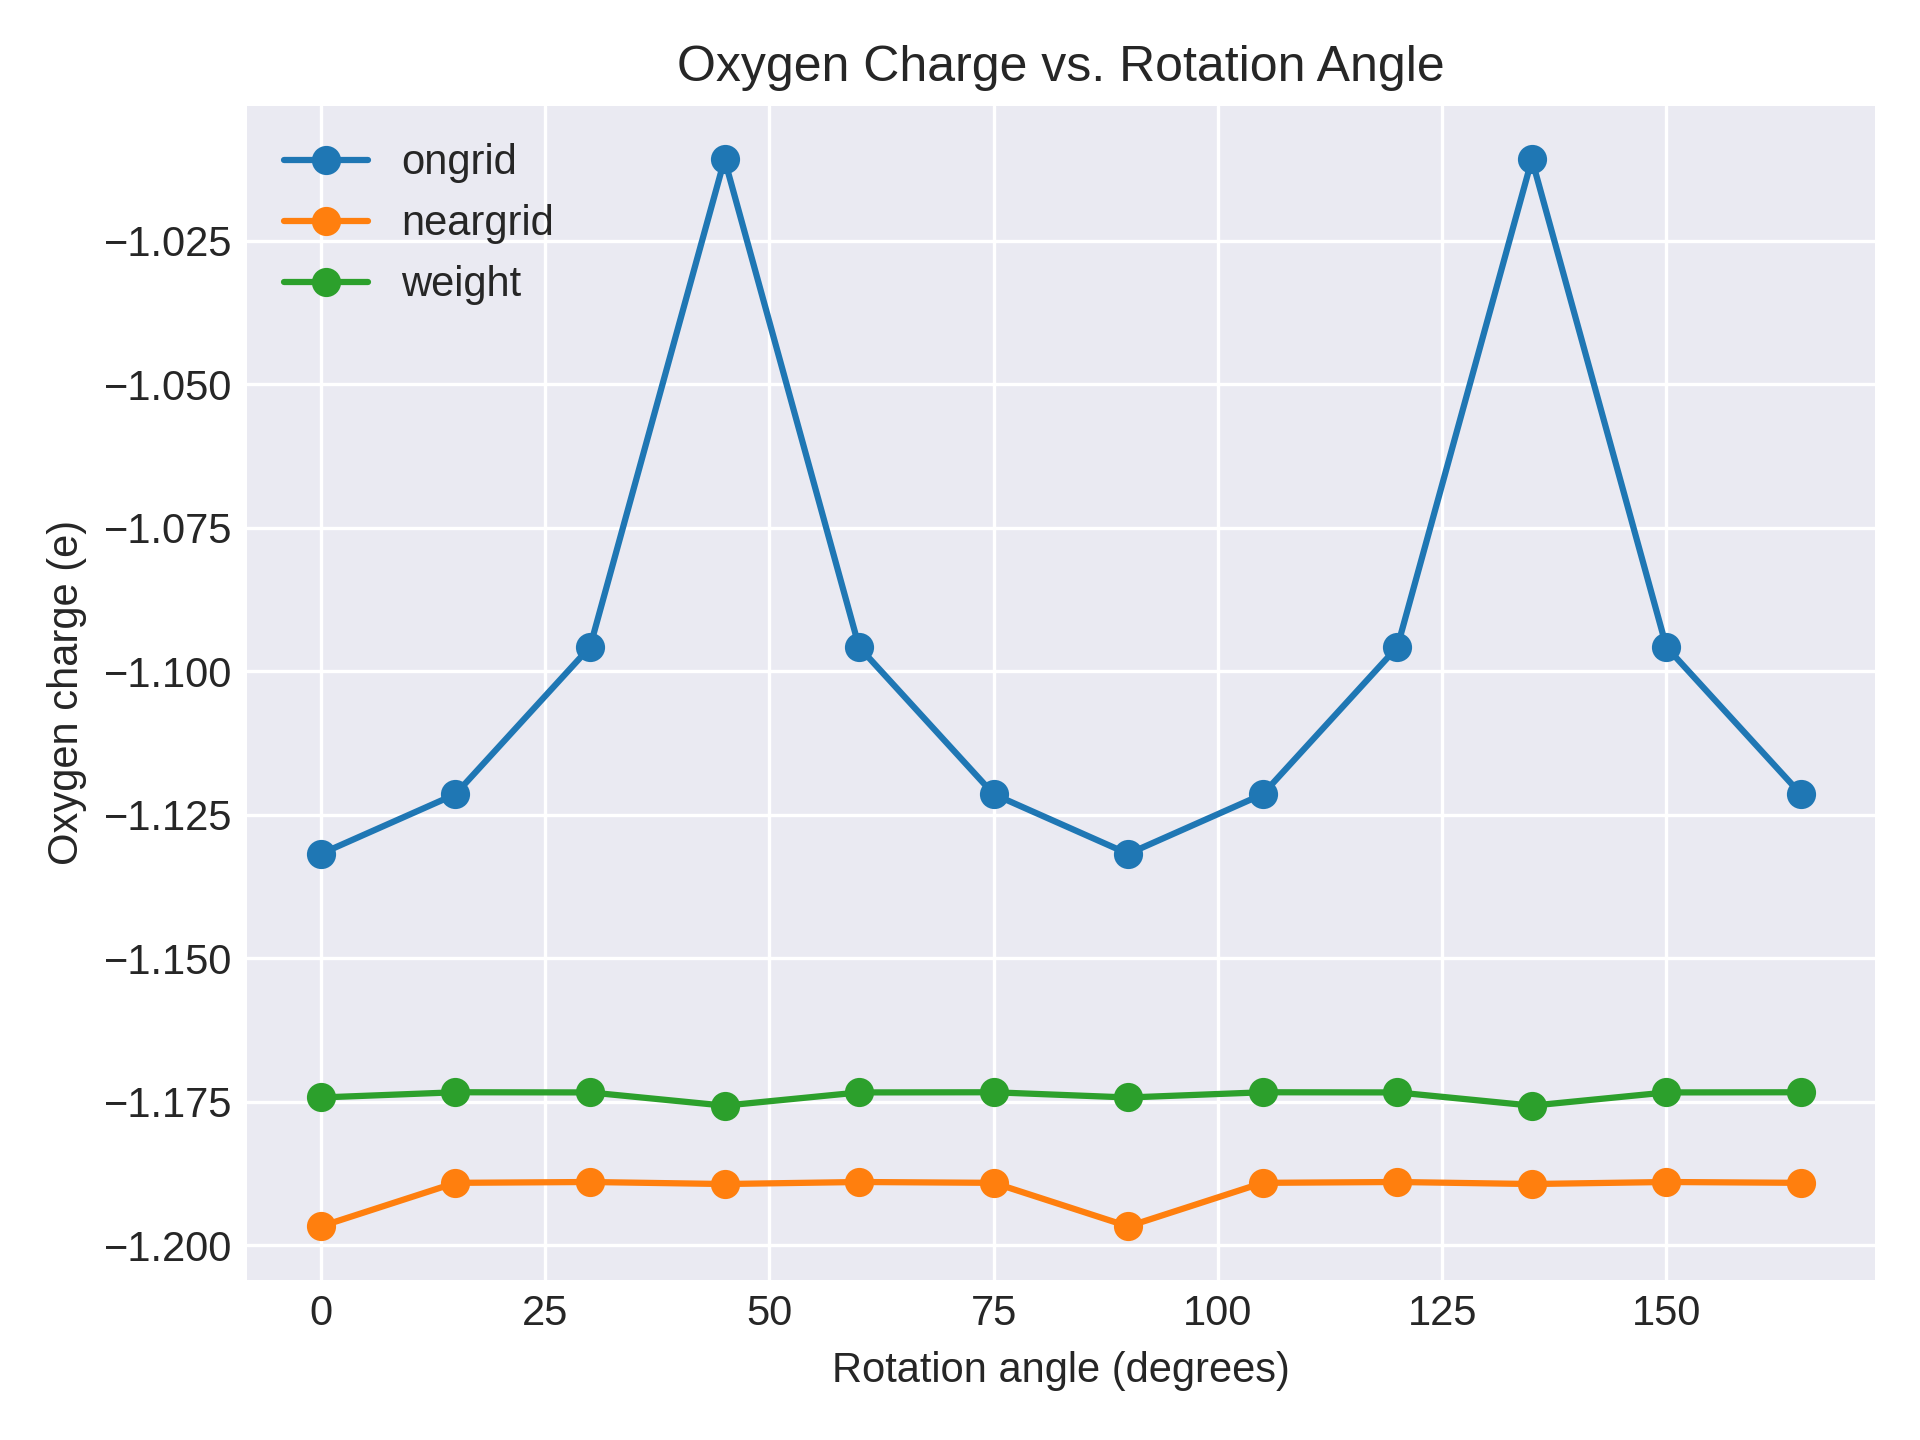 Oxygen Charge vs. Rotation Angle
ongrid
neargrid
weight
−1.025
−1.050
−1.075
−1.100
−1.125
−1.150
−1.175
−1.200
Oxygen charge (e)
0 25 50 75 100 125 150
Rotation angle (degrees)